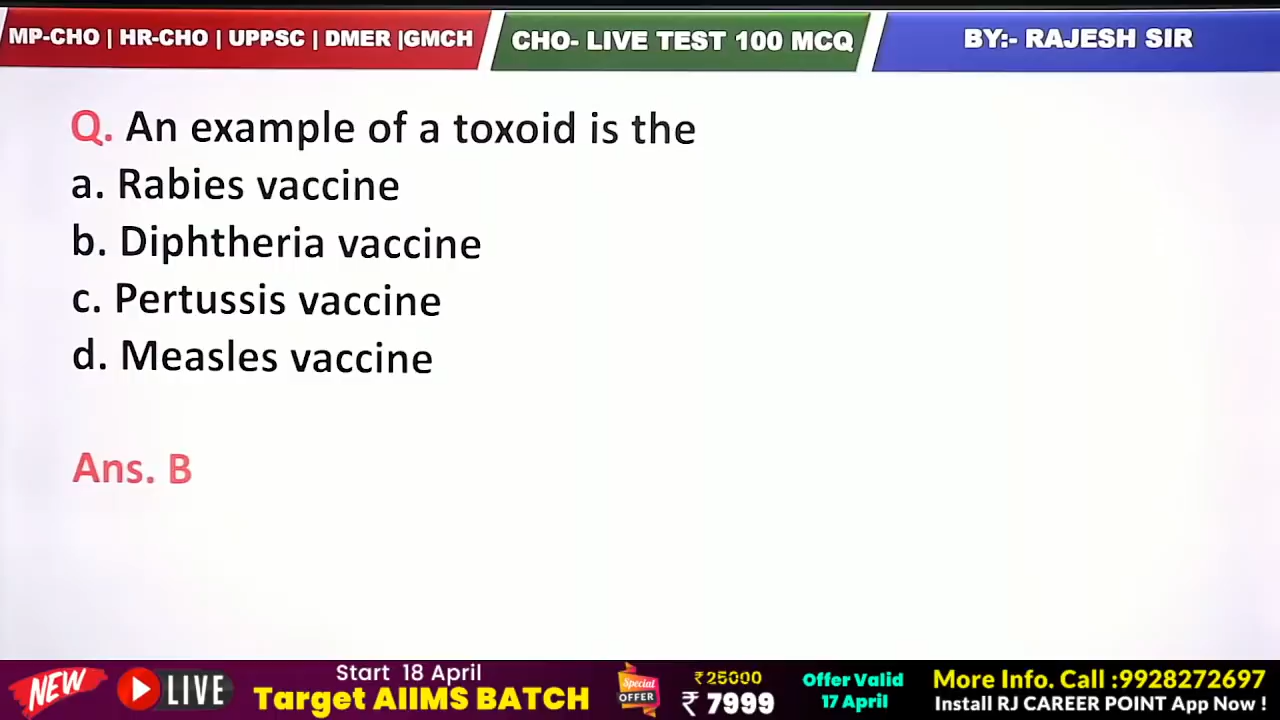 MP-CHO | HR-CHO | UPPSC | DMER |GMCH
CHO- LIVE TEST 100 MCQ
BY:- RAJESH SIR
Q. An example of a toxoid is the
a. Rabies vaccine
b. Diphtheria vaccine
c. Pertussis vaccine
d. Measles vaccine
Ans. B
NEW
LIVE
Start 18 April
Target AIIMS BATCH
Special
OFFER
₹25000
₹ 7999
Offer Valid
17 April
More Info. Call :9928272697
Install RJ CAREER POINT App Now !